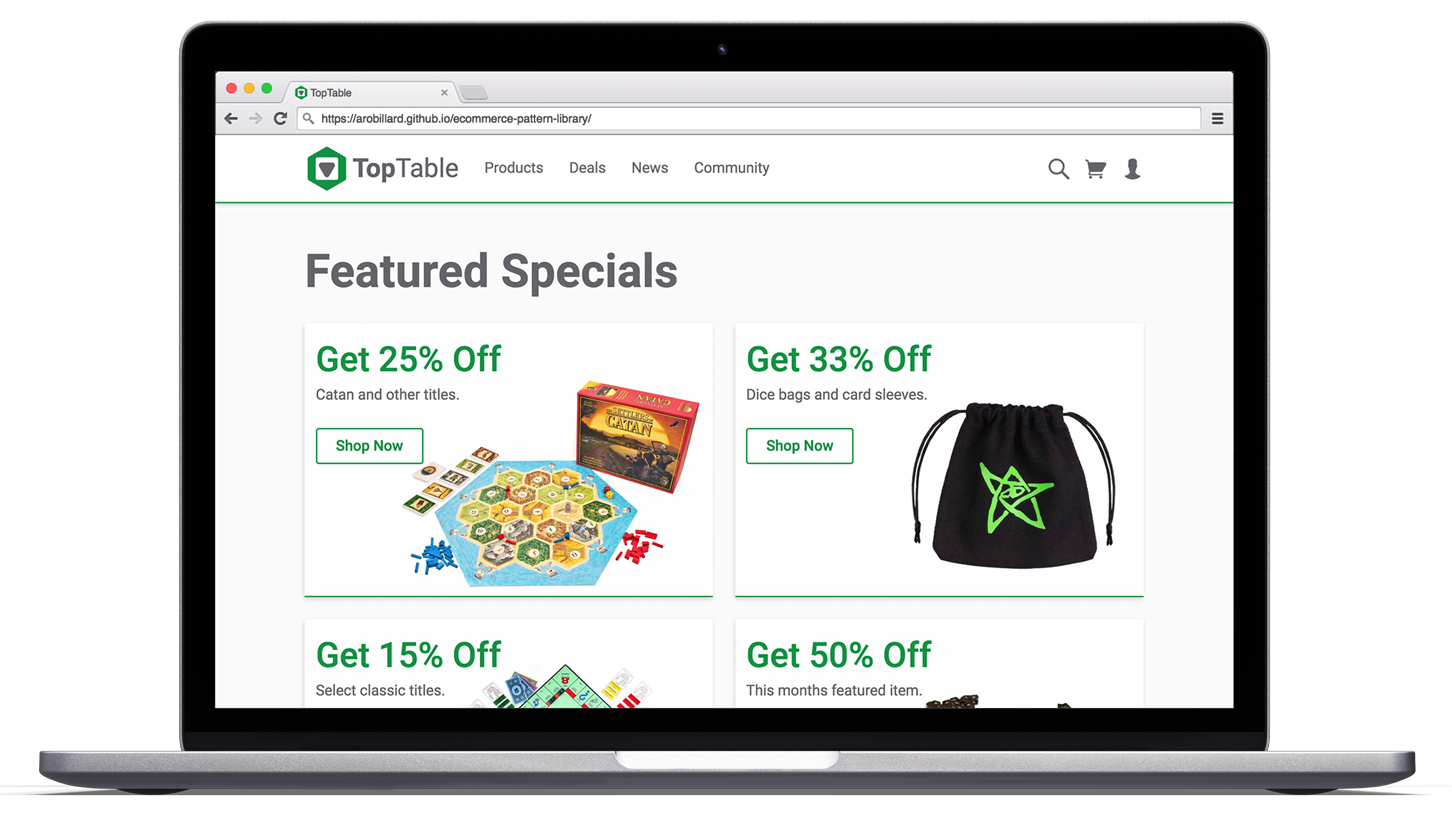 TopTable
https://arobillard.github.io/ecommerce-pattern-library/
TopTable
Products
Deals
News
Community
Featured Specials
Get 25% Off
Catan and other titles.
Shop Now
CATAN
SETTLERS
CATAN
Get 33% Off
Dice bags and card sleeves.
Shop Now
Get 15% Off
Select classic titles.
Get 50% Off
This months featured item.